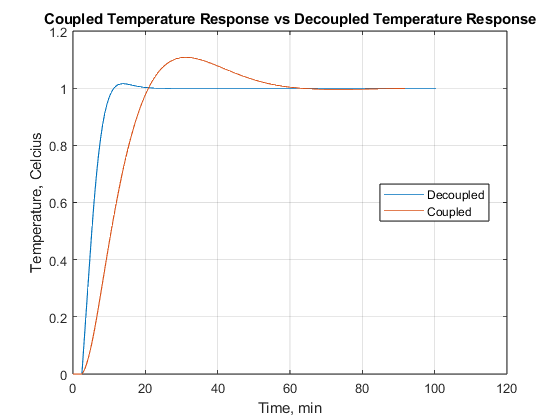 Coupled Temperature Response vs Decoupled Temperature Response
1.2
1
0.8
0.6
0.4
0.2
0
Temperature, Celcius
Decoupled
Coupled
0 20 40 60 80 100 120
Time, min